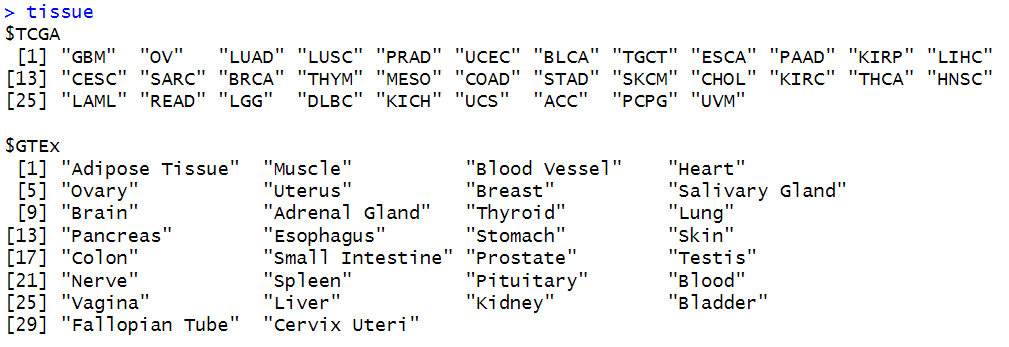 > tissue
$TCGA
 [1] "GBM"  "OV"   "LUAD" "LUSC" "PRAD" "UCEC" "BLCA" "TGCT" "ESCA" "PAAD" "KIRP" "LIHC"
[13] "CESC" "SARC" "BRCA" "THYM" "MESO" "COAD" "STAD" "SKCM" "CHOL" "KIRC" "THCA" "HNSC"
[25] "LAML" "READ" "LGG"  "DLBC" "KICH" "UCS"  "ACC"  "PCPG" "UVM"

$GTEx
 [1] "Adipose Tissue"  "Muscle"          "Blood Vessel"    "Heart"
 [5] "Ovary"           "Uterus"          "Breast"          "Salivary Gland"
 [9] "Brain"           "Adrenal Gland"   "Thyroid"         "Lung"
[13] "Pancreas"        "Esophagus"       "Stomach"         "Skin"
[17] "Colon"           "Small Intestine" "Prostate"        "Testis"
[21] "Nerve"           "Spleen"          "Pituitary"       "Blood"
[25] "Vagina"          "Liver"           "Kidney"          "Bladder"
[29] "Fallopian Tube"  "Cervix Uteri"